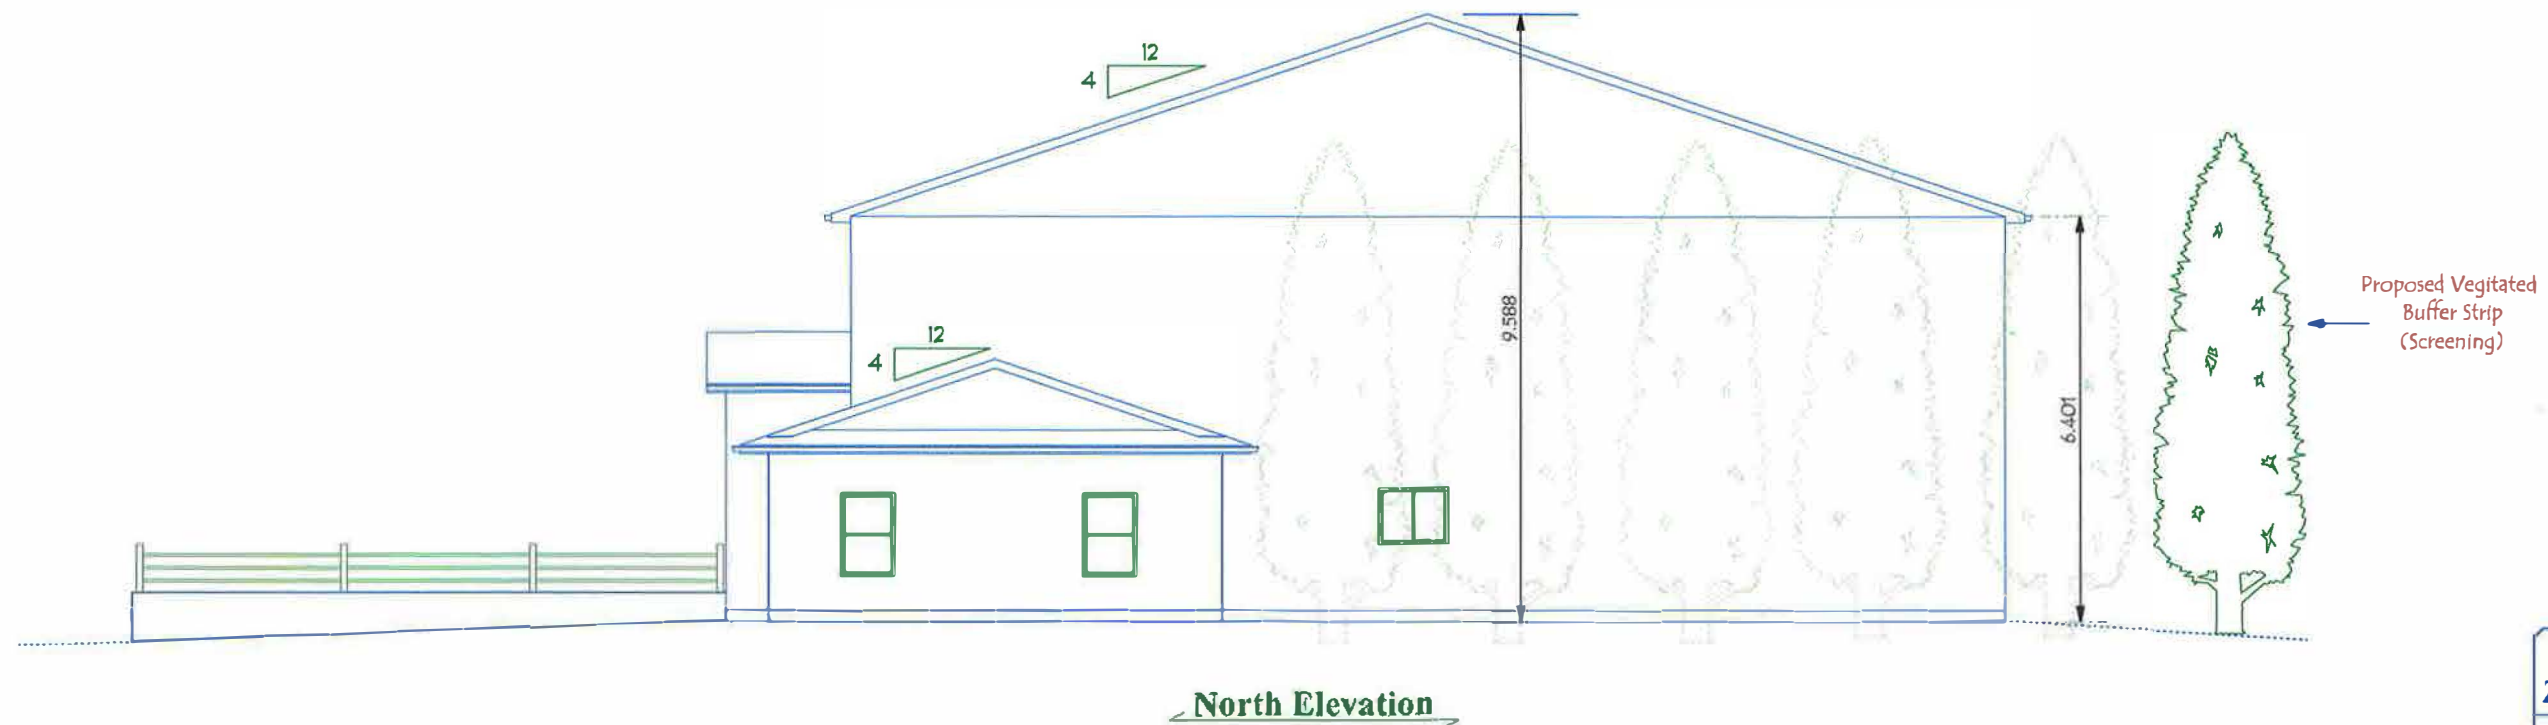 12
4
12
4
9.588
6.401
Proposed Vegitated
Buffer Strip
(Screening)
North Elevation